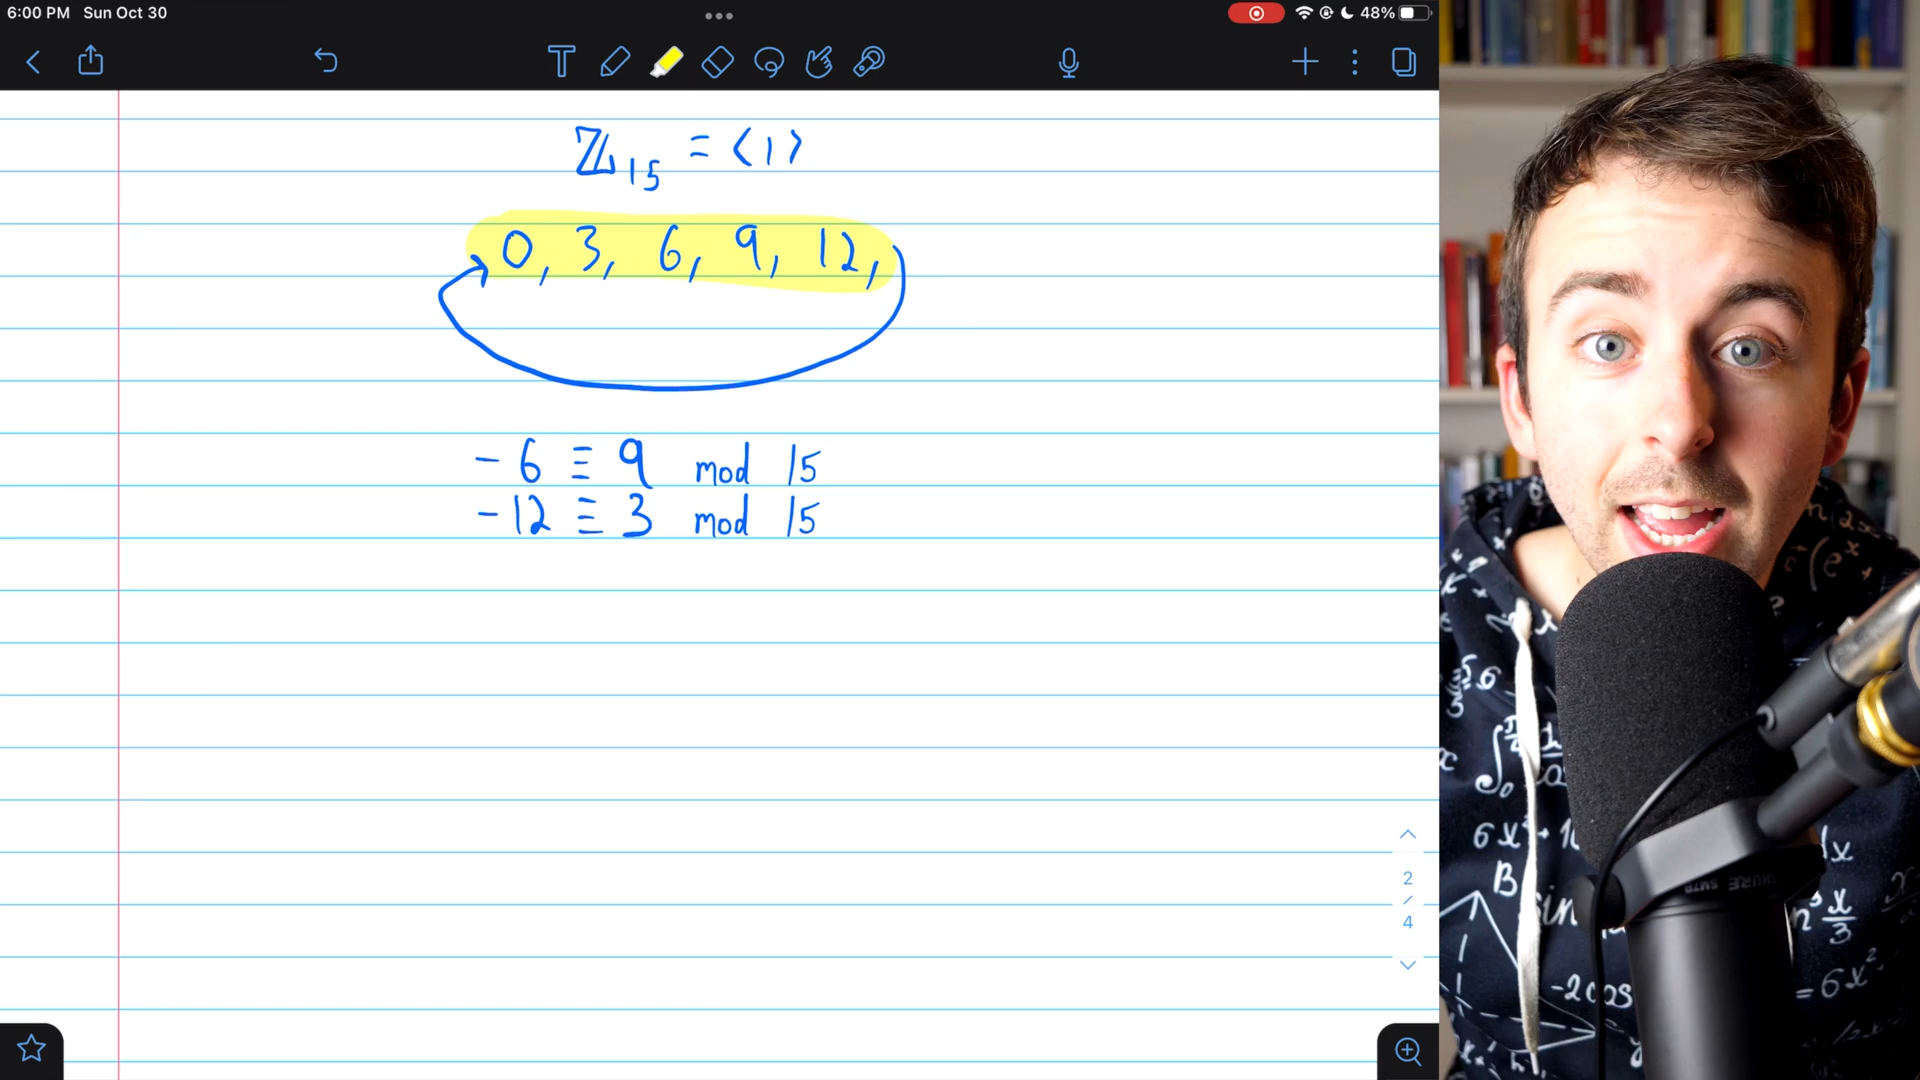 6:00 PM Sun Oct 30
48%
ℤ₁₅ = ⟨1⟩
0, 3, 6, 9, 12,
-6 ≡ 9 mod 15
-12 ≡ 3 mod 15
2
/
4